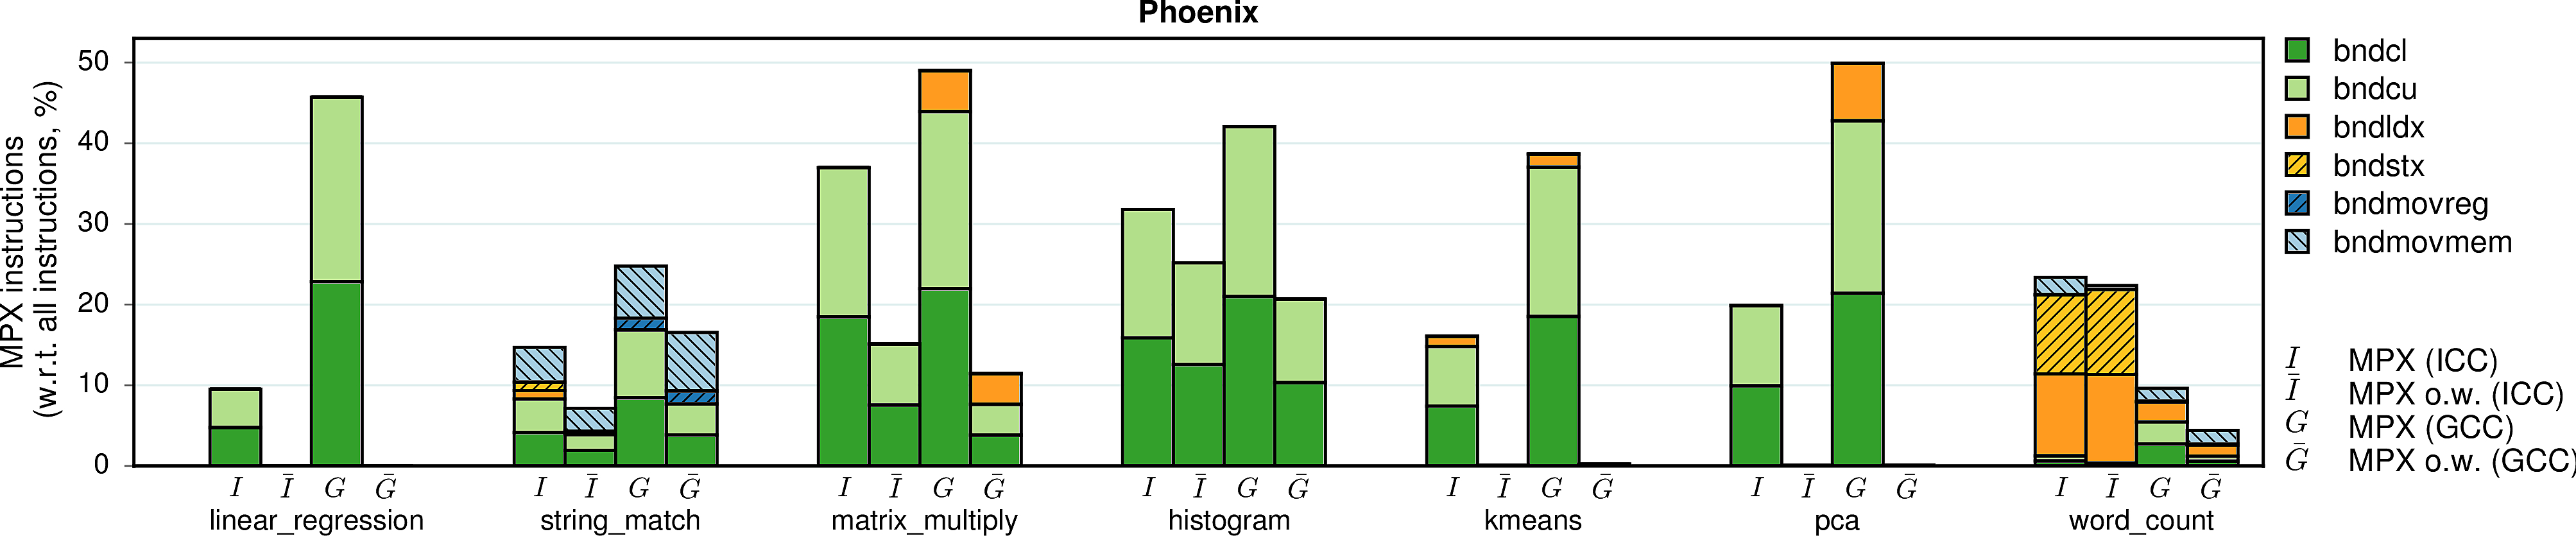 Phoenix
MPX instructions
(w.r.t. all instructions, %)
50
40
30
20
10
0
I Ī G Ḡ
I Ī G Ḡ
I Ī G Ḡ
I Ī G Ḡ
I Ī G Ḡ
I Ī G Ḡ
I Ī G Ḡ
linear_regression
string_match
matrix_multiply
histogram
kmeans
pca
word_count
bndcl
bndcu
bndldx
bndstx
bndmovreg
bndmovmem
I MPX (ICC)
Ī MPX o.w. (ICC)
G MPX (GCC)
Ḡ MPX o.w. (GCC)